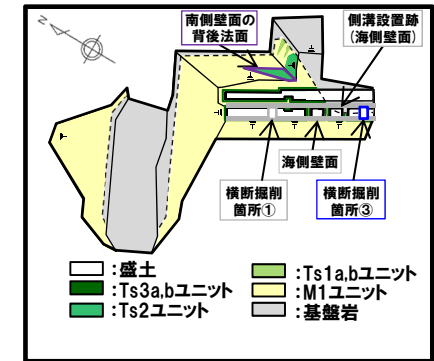 N
南側壁面の
背後法面
側溝設置跡
(海側壁面)
海側壁面
横断掘削
箇所①
横断掘削
箇所③
:盛土
:Ts3a,bユニット
:Ts2ユニット
:Ts1a,bユニット
:M1ユニット
:基盤岩